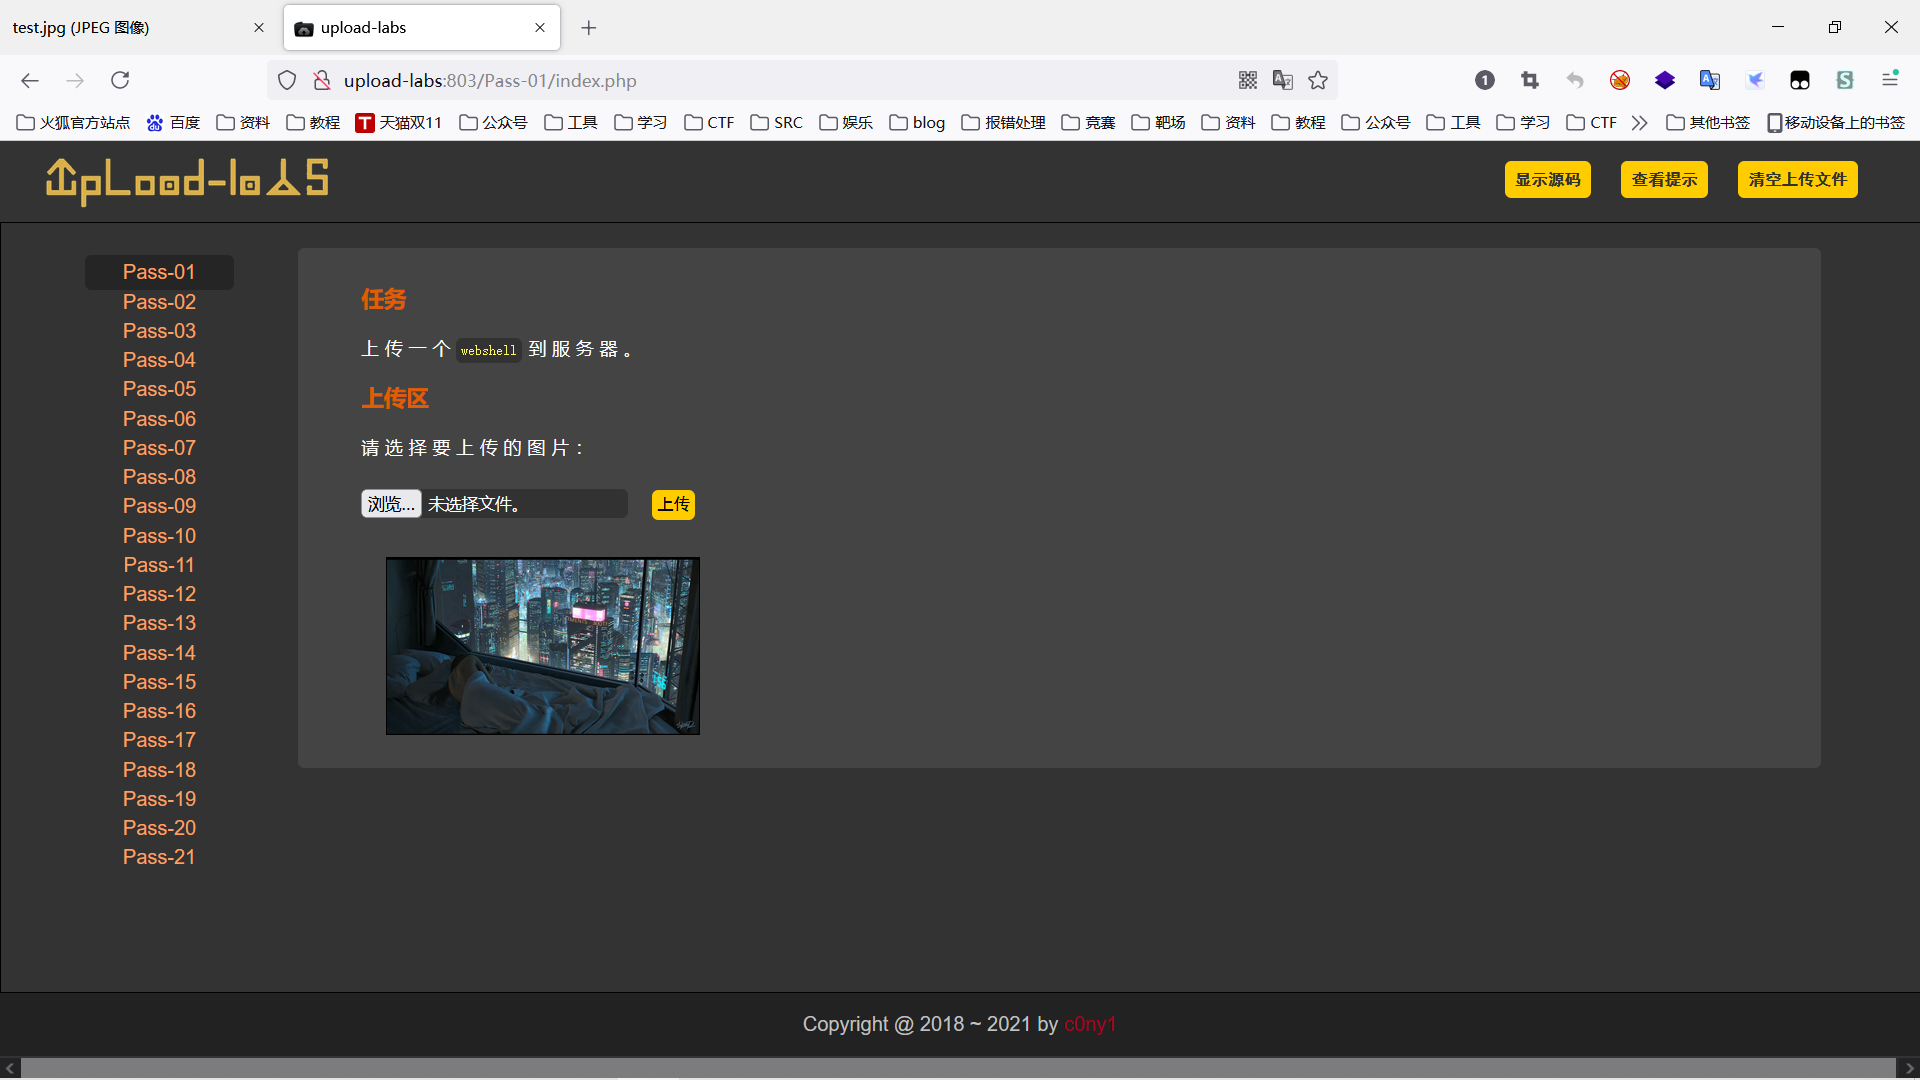 test.jpg (JPEG 图像)
upload-labs
upload-labs:803/Pass-01/index.php
火狐官方站点 百度 资料 教程 天猫双11 公众号 工具 学习 CTF SRC 娱乐 blog 报错处理 竞赛 靶场 资料 教程 公众号 工具 学习 CTF 其他书签 移动设备上的书签
UpLoad-labs
显示源码 查看提示 清空上传文件
Pass-01
Pass-02
Pass-03
Pass-04
Pass-05
Pass-06
Pass-07
Pass-08
Pass-09
Pass-10
Pass-11
Pass-12
Pass-13
Pass-14
Pass-15
Pass-16
Pass-17
Pass-18
Pass-19
Pass-20
Pass-21
任务
上传一个 webshell 到服务器。
上传区
请选择要上传的图片：
浏览... 未选择文件。 上传
Copyright @ 2018 ~ 2021 by c0ny1